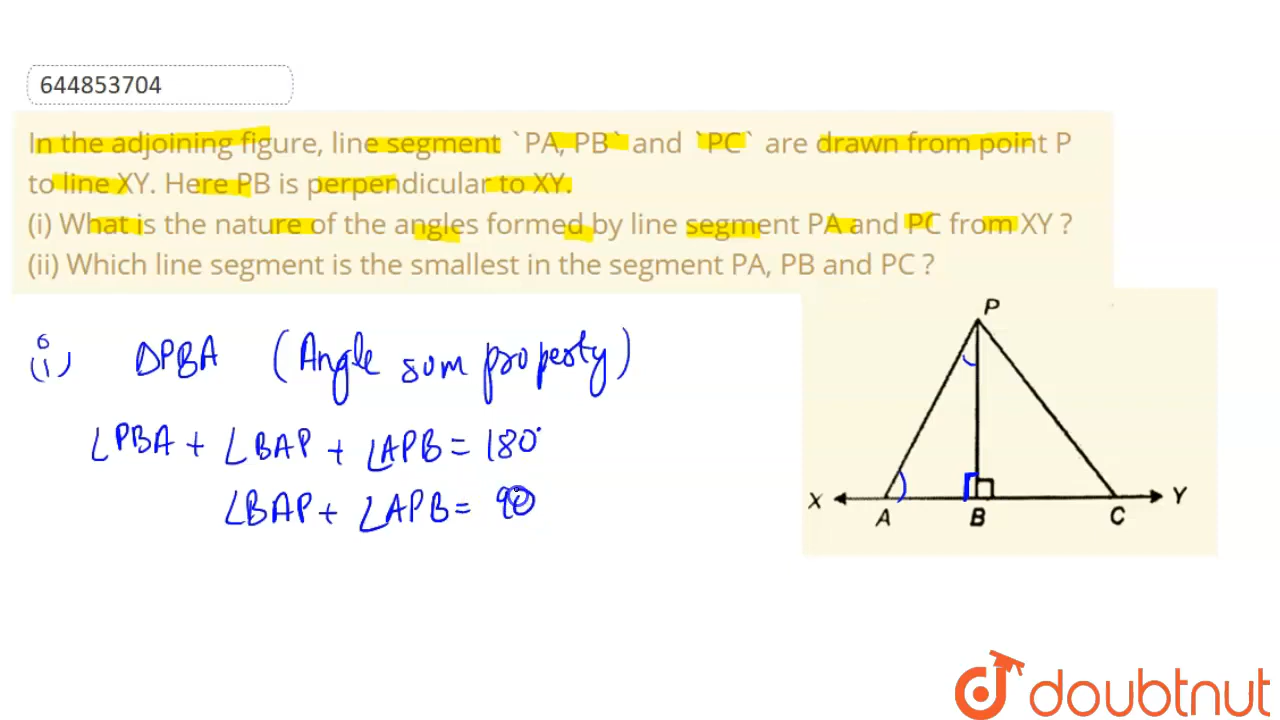 644853704
In the adjoining figure, line segment `PA, PB` and `PC` are drawn from point P
to line XY. Here PB is perpendicular to XY.
(i) What is the nature of the angles formed by line segment PA and PC from XY ?
(ii) Which line segment is the smallest in the segment PA, PB and PC ?
(i) ΔPBA (Angle sum property)
∠PBA + ∠BAP + ∠APB = 180°
∠BAP + ∠APB = 90
P
X A B C Y
doubtnut